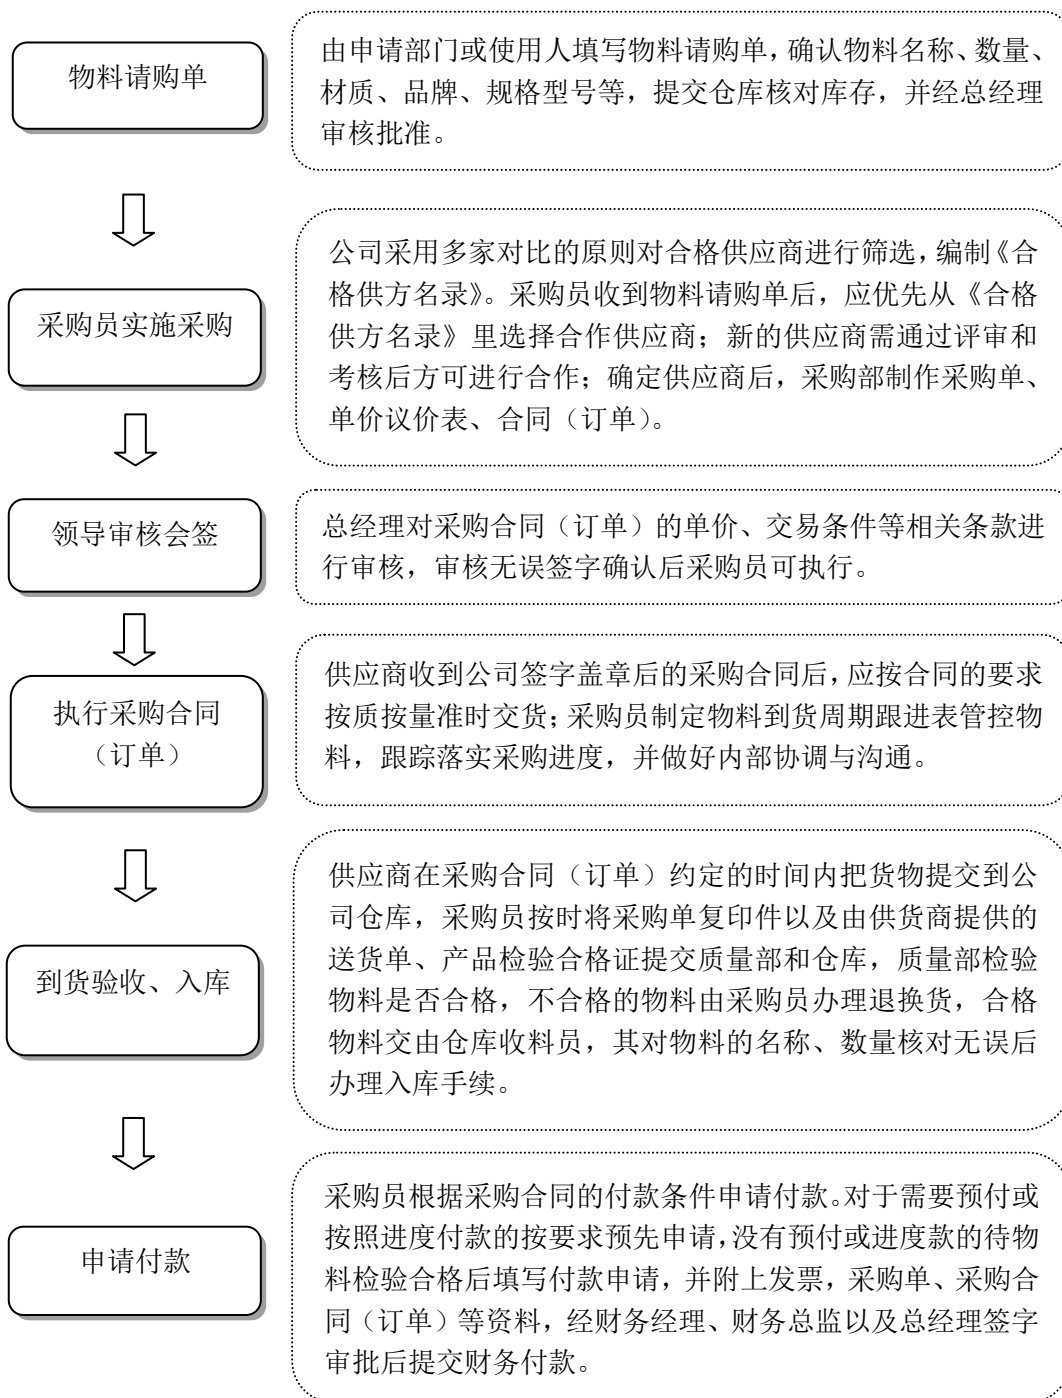 物料请购单
由申请部门或使用人填写物料请购单，确认物料名称、数量、
材质、品牌、规格型号等，提交仓库核对库存，并经总经理
审核批准。
采购员实施采购
公司采用多家对比的原则对合格供应商进行筛选，编制《合
格供方名录》。采购员收到物料请购单后，应优先从《合格
供方名录》里选择合作供应商；新的供应商需通过评审和
考核后方可进行合作；确定供应商后，采购部制作采购单、
单价议价表、合同（订单）。
领导审核会签
总经理对采购合同（订单）的单价、交易条件等相关条款进
行审核，审核无误签字确认后采购员可执行。
执行采购合同
（订单）
供应商收到公司签字盖章后的采购合同后，应按合同的要求
按质按量准时交货；采购员制定物料到货周期跟进表管控物
料，跟踪落实采购进度，并做好内部协调与沟通。
到货验收、入库
供应商在采购合同（订单）约定的时间内把货物提交到公
司仓库，采购员按时将采购单复印件以及由供货商提供的
送货单、产品检验合格证提交质量部和仓库，质量部检验
物料是否合格，不合格的物料由采购员办理退换货，合格
物料交由仓库收料员，其对物料的名称、数量核对无误后
办理入库手续。
申请付款
采购员根据采购合同的付款条件申请付款。对于需要预付或
按照进度付款的按要求预先申请，没有预付或进度款的待物
料检验合格后填写付款申请，并附上发票，采购单、采购合
同（订单）等资料，经财务经理、财务总监以及总经理签字
审批后提交财务付款。